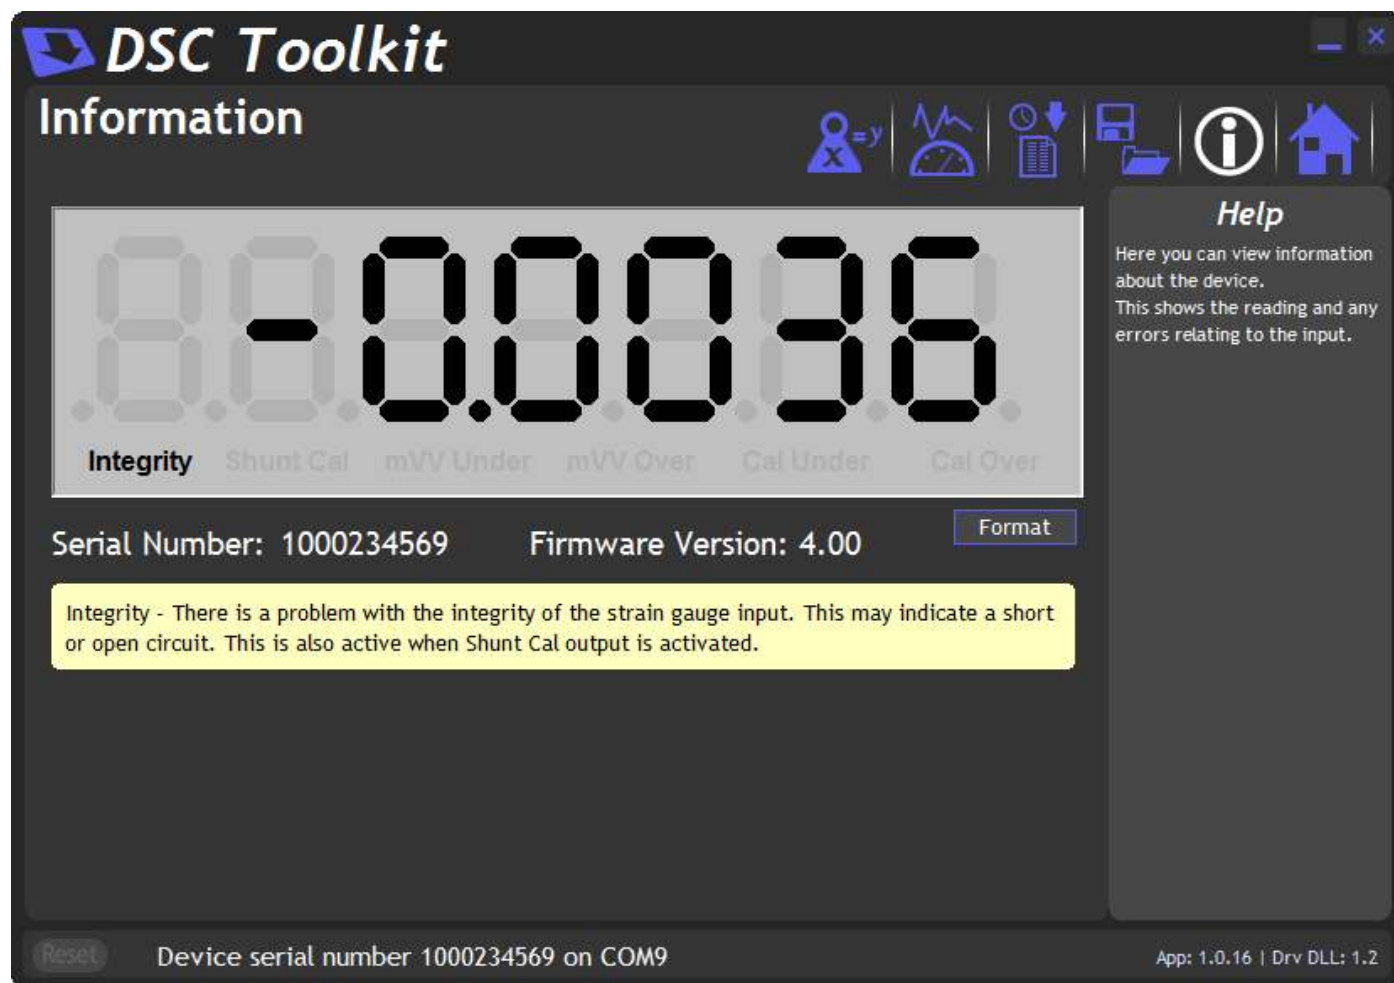 DSC Toolkit
Information
=y
x
Help
Here you can view information
about the device.
This shows the reading and any
errors relating to the input.
-0.0036
Integrity Shunt Cal mVV Under mVV Over Cal Under Cal Over
Format
Serial Number: 1000234569 Firmware Version: 4.00
Integrity - There is a problem with the integrity of the strain gauge input. This may indicate a short
or open circuit. This is also active when Shunt Cal output is activated.
Reset Device serial number 1000234569 on COM9 App: 1.0.16 | Drv DLL: 1.2